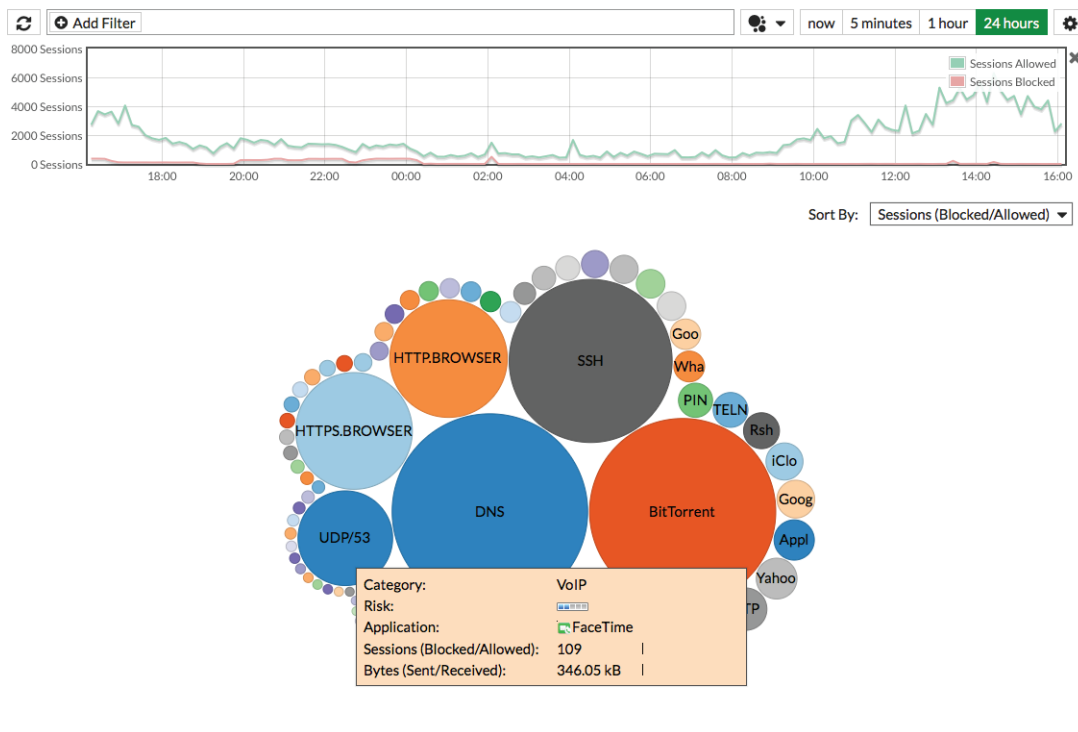 Add Filter now 5 minutes 1 hour 24 hours
8000 Sessions
6000 Sessions
4000 Sessions
2000 Sessions
0 Sessions
Sessions Allowed
Sessions Blocked
18:00 20:00 22:00 00:00 02:00 04:00 06:00 08:00 10:00 12:00 14:00 16:00
Sort By: Sessions (Blocked/Allowed)
Goo
HTTP.BROWSER
SSH
Wha
PIN
TELN
HTTPS.BROWSER
Rsh
iClo
Goog
DNS
BitTorrent
UDP/53
Appl
Yahoo
TP
Category: VoIP
Risk:
Application: FaceTime
Sessions (Blocked/Allowed): 109
Bytes (Sent/Received): 346.05 kB